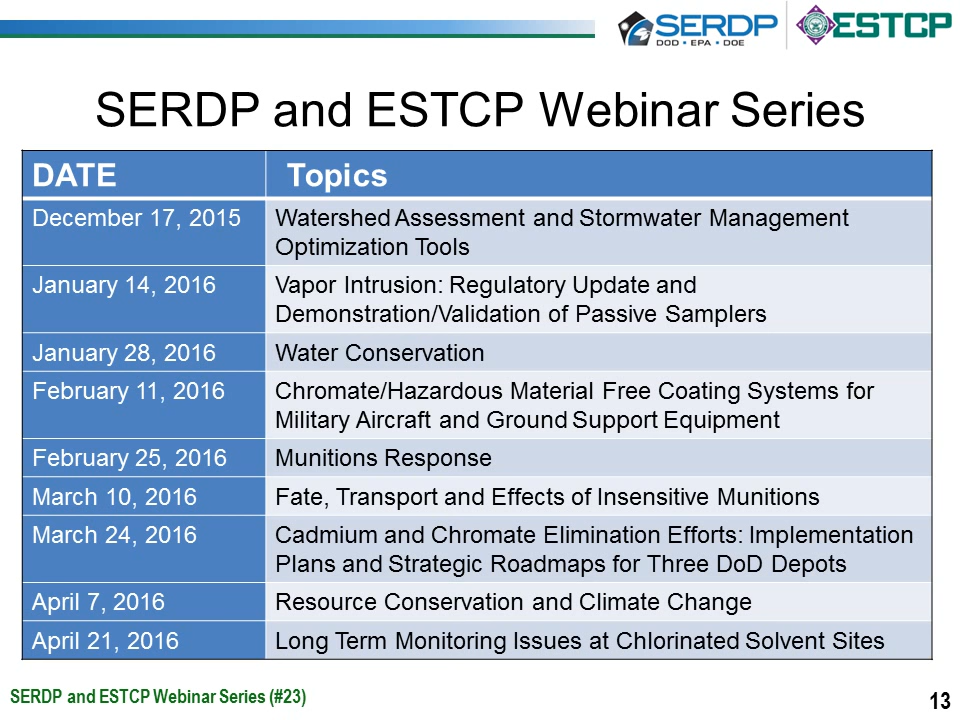 SERDP
DOD • EPA • DOE
ESTCP
SERDP and ESTCP Webinar Series
DATE Topics
December 17, 2015 Watershed Assessment and Stormwater Management
Optimization Tools
January 14, 2016 Vapor Intrusion: Regulatory Update and
Demonstration/Validation of Passive Samplers
January 28, 2016 Water Conservation
February 11, 2016 Chromate/Hazardous Material Free Coating Systems for
Military Aircraft and Ground Support Equipment
February 25, 2016 Munitions Response
March 10, 2016 Fate, Transport and Effects of Insensitive Munitions
March 24, 2016 Cadmium and Chromate Elimination Efforts: Implementation
Plans and Strategic Roadmaps for Three DoD Depots
April 7, 2016 Resource Conservation and Climate Change
April 21, 2016 Long Term Monitoring Issues at Chlorinated Solvent Sites
SERDP and ESTCP Webinar Series (#23)
13